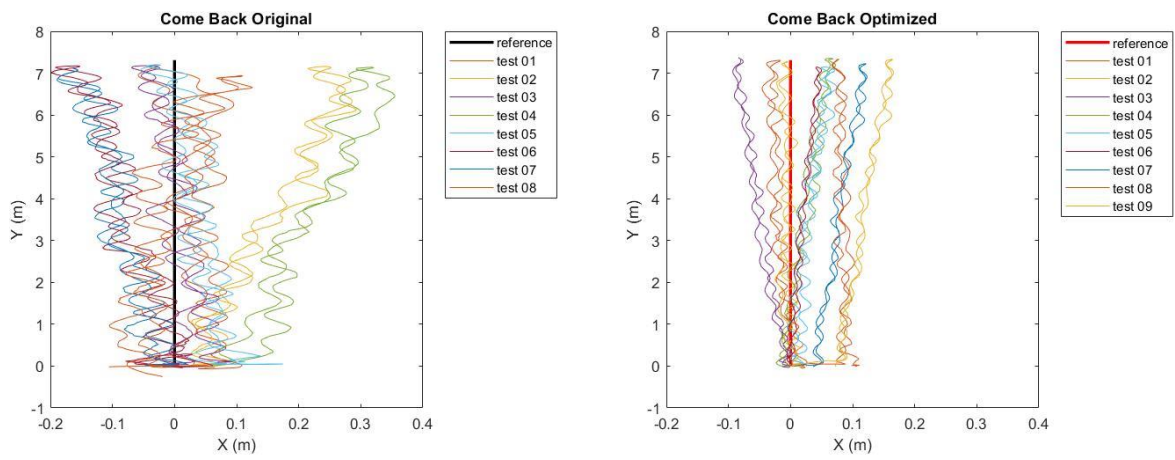 Come Back Original
8
7
6
5
4
3
2
1
0
-1
-0.2
-0.1
0
0.1
0.2
0.3
0.4
Y (m)
X (m)
reference
test 01
test 02
test 03
test 04
test 05
test 06
test 07
test 08
Come Back Optimized
8
7
6
5
4
3
2
1
0
-1
-0.2
-0.1
0
0.1
0.2
0.3
0.4
Y (m)
X (m)
reference
test 01
test 02
test 03
test 04
test 05
test 06
test 07
test 08
test 09